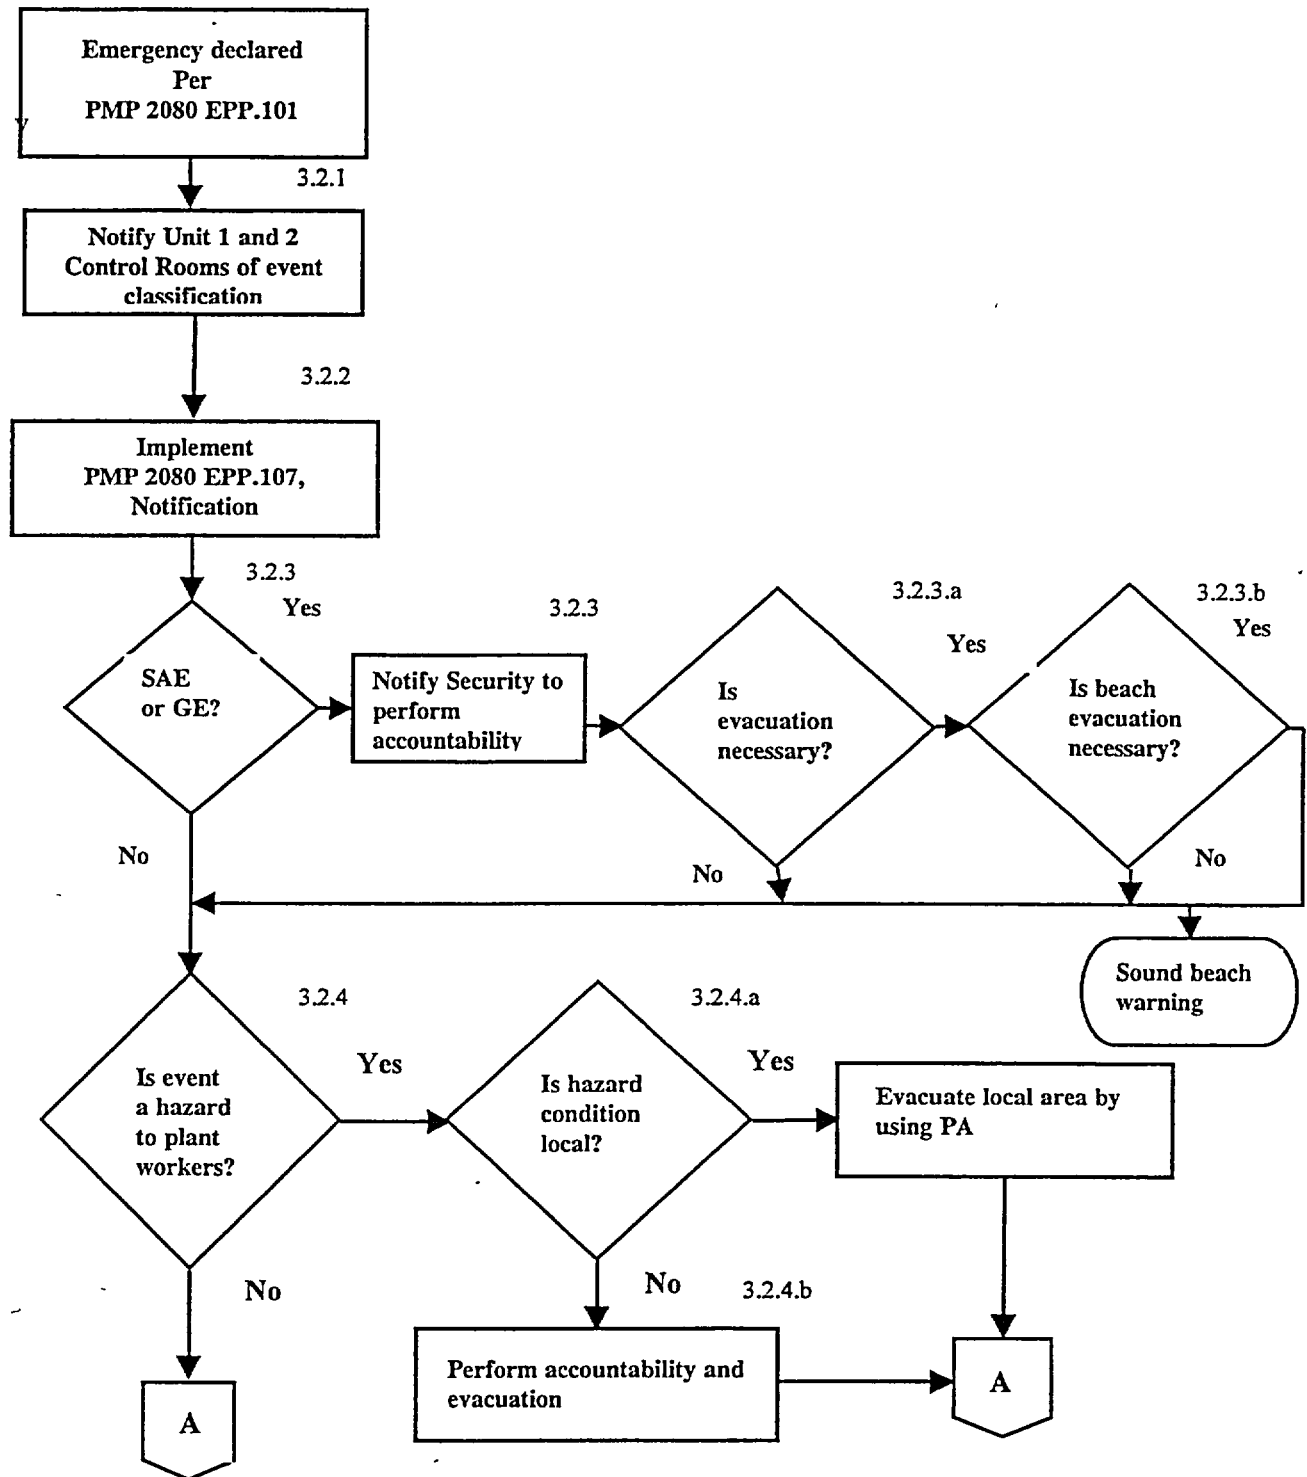 Emergency declared
Per
PMP 2080 EPP.101
3.2.1
Notify Unit 1 and 2
Control Rooms of event
classification
3.2.2
Implement
PMP 2080 EPP.107,
Notification
3.2.3
Yes
SAE
or GE?
No
3.2.3
Notify Security to
perform
accountability
3.2.3.a
Yes
Is
evacuation
necessary?
No
3.2.3.b
Yes
Is beach
evacuation
necessary?
No
Sound beach
warning
3.2.4
Yes
Is event
a hazard
to plant
workers?
No
A
3.2.4.a
Yes
Is hazard
condition
local?
No
3.2.4.b
Evacuate local area by
using PA
Perform accountability and
evacuation
A